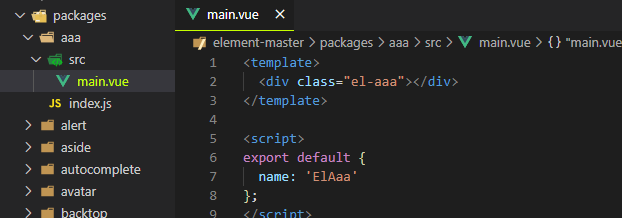 packages
aaa
src
main.vue
JS index.js
alert
aside
autocomplete
avatar
backtop
main.vue ×
element-master > packages > aaa > src > main.vue > {} "main.vue
1 <template>
2 <div class="el-aaa"></div>
3 </template>
4
5 <script>
6 export default {
7 name: 'ElAaa'
8 };
9 </script>